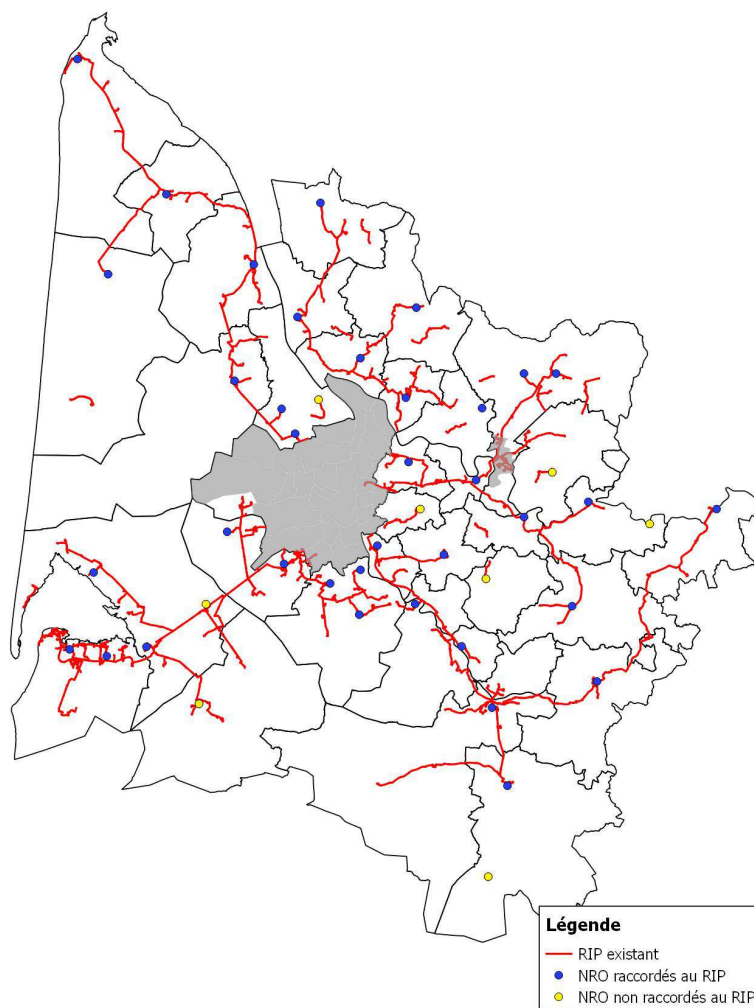 Légende
RIP existant
NRO raccordés au RIP
NRO non raccordés au RIP